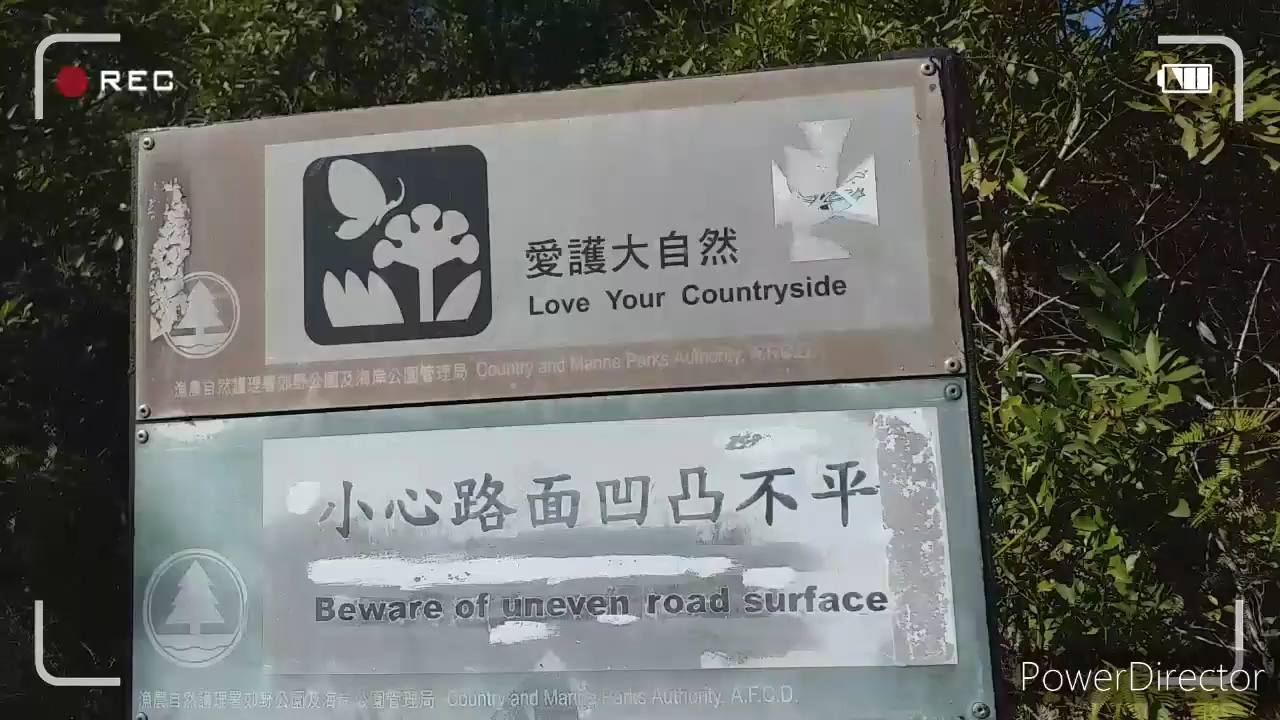 REC
愛護大自然
Love Your Countryside
漁農自然護理署郊野公園及海岸公園管理局 Country and Marine Parks Authority, A.F.C.D.
小心路面凹凸不平
Beware of uneven road surface
漁農自然護理署郊野公園及海岸公園管理局 Country and Marine Parks Authority, A.F.C.D.
PowerDirector